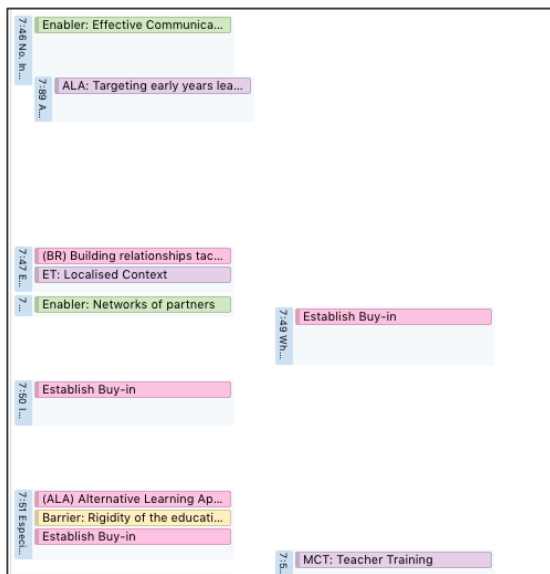 7:46 No. In...
Enabler: Effective Communica...
7:89 A...
ALA: Targeting early years lea...
7:47 E...
(BR) Building relationships tac...
ET: Localised Context
7...
Enabler: Networks of partners
7:49 Wh...
Establish Buy-in
7:50 I...
Establish Buy-in
7:51 Especi...
(ALA) Alternative Learning Ap...
Barrier: Rigidity of the educati...
Establish Buy-in
7:5...
MCT: Teacher Training